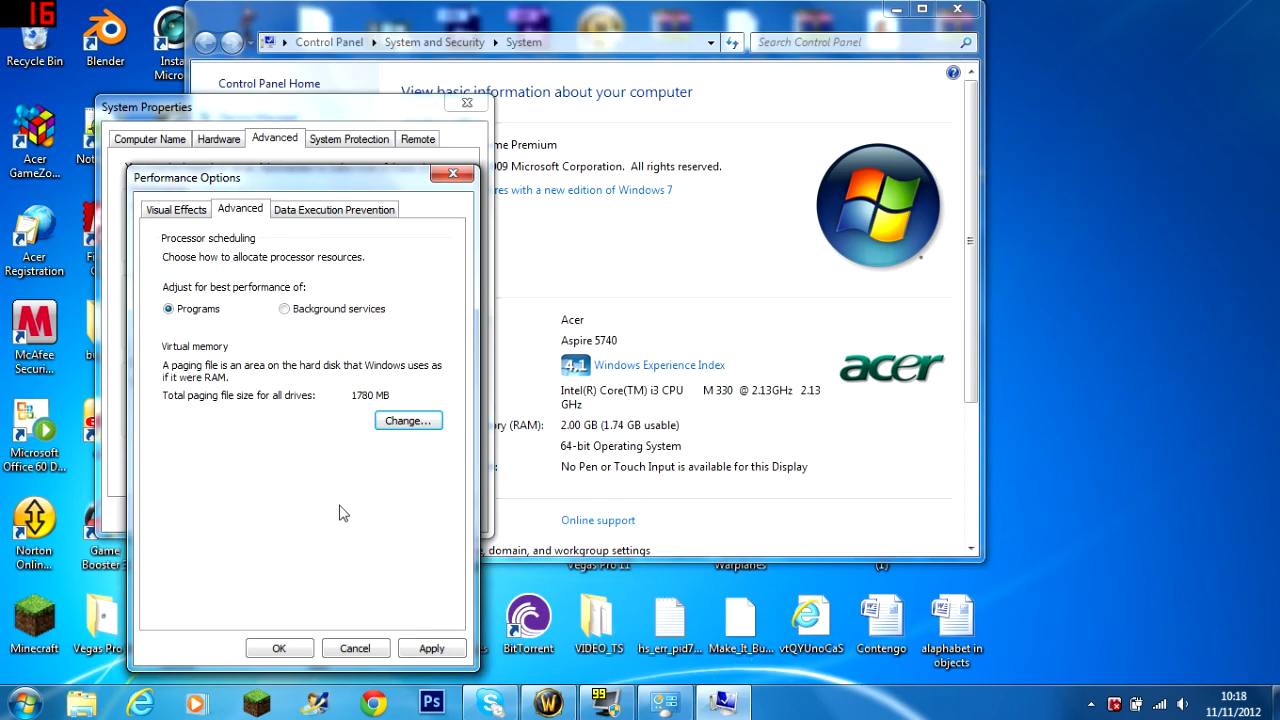 16
Recycle Bin
Blender
Insta
Micro...
Acer
GameZo...
Not
Acer
Registration
McAfee
Securi...
Microsoft
Office 60 D...
Norton
Onlin...
Game
Booster 3
Minecraft
Vegas Pro
Control Panel
System and Security
System
Search Control Panel
Control Panel Home
View basic information about your computer
me Premium
09 Microsoft Corporation. All rights reserved.
res with a new edition of Windows 7
Acer
Aspire 5740
4,1 Windows Experience Index
acer
Intel(R) Core(TM) i3 CPU M 330 @ 2.13GHz 2.13
GHz
ry (RAM): 2.00 GB (1.74 GB usable)
64-bit Operating System
No Pen or Touch Input is available for this Display
Online support
e, domain, and workgroup settings
System Properties
Computer Name
Hardware
Advanced
System Protection
Remote
Performance Options
Visual Effects
Advanced
Data Execution Prevention
Processor scheduling
Choose how to allocate processor resources.
Adjust for best performance of:
Programs
Background services
Virtual memory
A paging file is an area on the hard disk that Windows uses as
if it were RAM.
Total paging file size for all drives: 1780 MB
Change...
OK
Cancel
Apply
Vegas Pro 11
Warplanes
(1)
BitTorrent
VIDEO_TS
hs_err_pid7...
Make_It_Bu...
vtQYUnoCaS
Contengo
alaphabet in
objects
Ps
99
10:18
11/11/2012